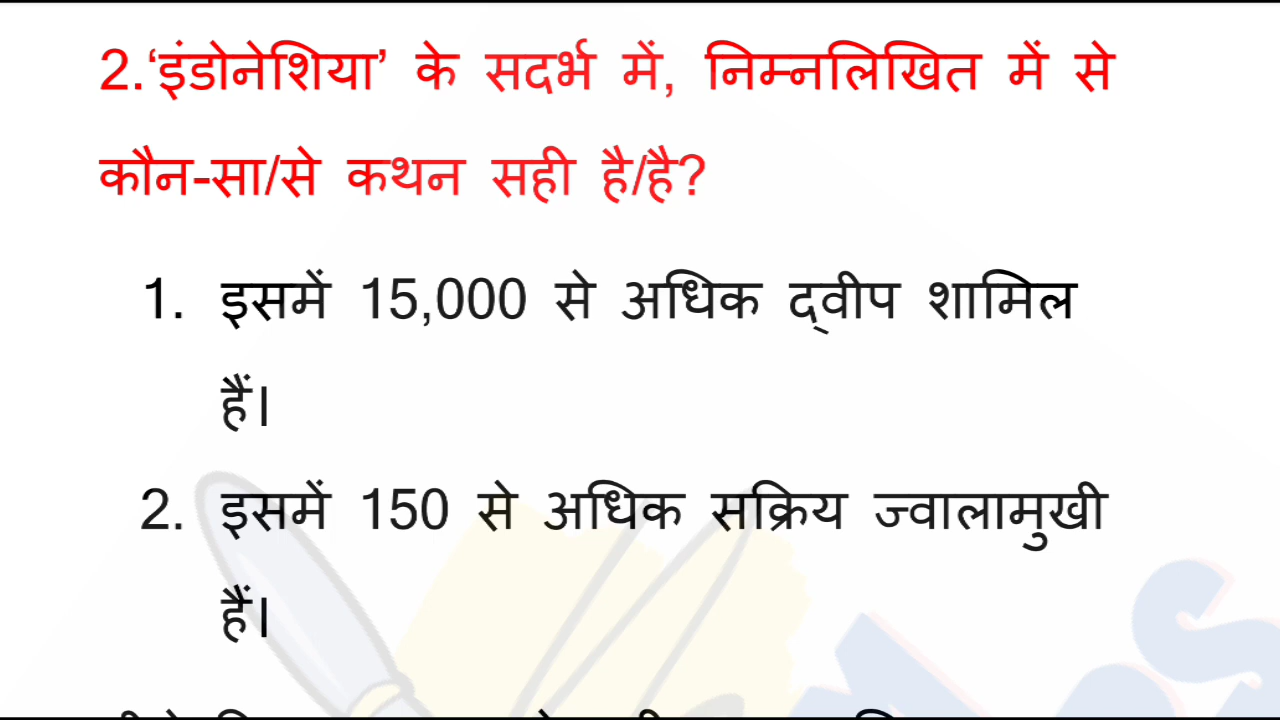 2.‘इंडोनेशिया’ के सदर्भ में, निम्नलिखित में से
कौन-सा/से कथन सही है/है?
1. इसमें 15,000 से अधिक द्वीप शामिल
हैं।
2. इसमें 150 से अधिक सक्रिय ज्वालामुखी
हैं।